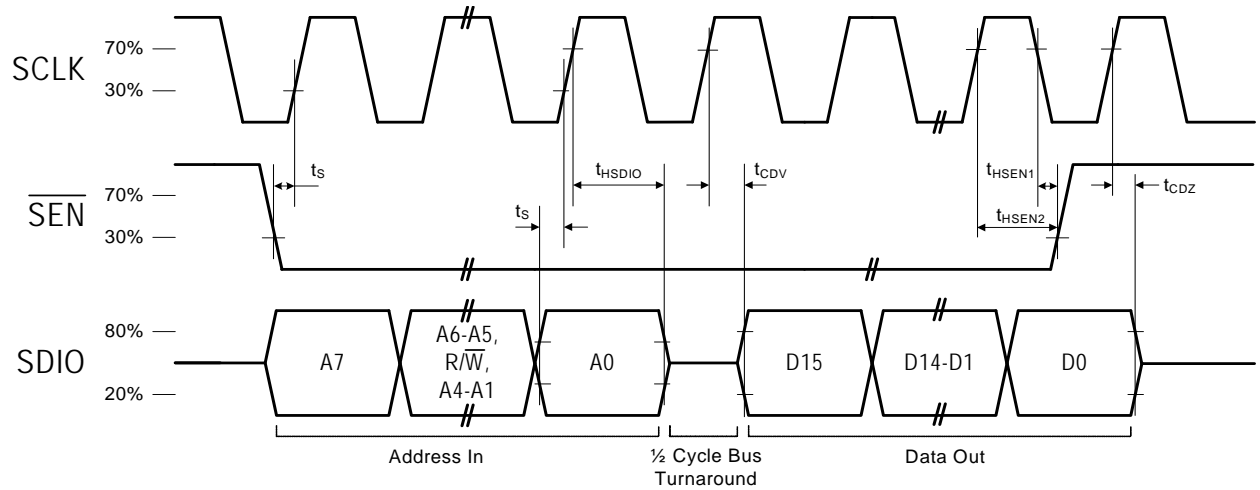 SCLK
70%
30%
SEN
70%
30%
tS
tS
tHSDIO
tCDV
tHSEN1
tHSEN2
tCDZ
SDIO
80%
20%
A7
A6-A5,
R/W,
A4-A1
A0
D15
D14-D1
D0
Address In
½ Cycle Bus
Turnaround
Data Out